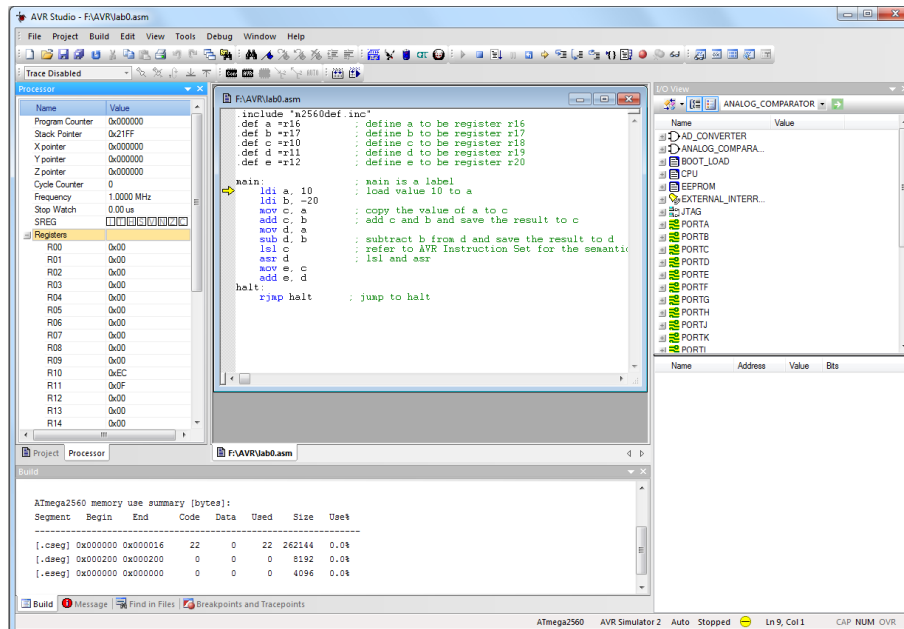 AVR Studio - F:\AVR\lab0.asm
File Project Build Edit View Tools Debug Window Help
Trace Disabled
Processor
Name Value
Program Counter 0x000000
Stack Pointer 0x21FF
X pointer 0x000000
Y pointer 0x000000
Z pointer 0x000000
Cycle Counter 0
Frequency 1.0000 MHz
Stop Watch 0.00 us
SREG I T H S V N Z C
Registers
R00 0x00
R01 0x00
R02 0x00
R03 0x00
R04 0x00
R05 0x00
R06 0x00
R07 0x00
R08 0x00
R09 0x00
R10 0xEC
R11 0x0F
R12 0x00
R13 0x00
R14 0x00
Project Processor
F:\AVR\lab0.asm
.include "m2560def.inc"
.def a =r16 ; define a to be register r16
.def b =r17 ; define b to be register r17
.def c =r10 ; define c to be register r18
.def d =r11 ; define d to be register r19
.def e =r12 ; define e to be register r20
main: ; main is a label
ldi a, 10 ; load value 10 to a
ldi b, -20
mov c, a ; copy the value of a to c
add c, b ; add c and b and save the result to c
mov d, a
sub d, b ; subtract b from d and save the result to d
lsl c ; refer to AVR Instruction Set for the semantic
asr d ; lsl and asr
mov e, c
add e, d
halt:
rjmp halt ; jump to halt
F:\AVR\lab0.asm
I/O View
ANALOG_COMPARATOR
Name Value
AD_CONVERTER
ANALOG_COMPARA...
BOOT_LOAD
CPU
EEPROM
EXTERNAL_INTERR...
JTAG
PORTA
PORTB
PORTC
PORTD
PORTE
PORTF
PORTG
PORTH
PORTJ
PORTK
PORTL
Name Address Value Bits
Build
ATmega2560 memory use summary [bytes]:
Segment Begin End Code Data Used Size Use%
---------------------------------------------------------------
[.cseg] 0x000000 0x000016 22 0 22 262144 0.0%
[.dseg] 0x000200 0x000200 0 0 0 8192 0.0%
[.eseg] 0x000000 0x000000 0 0 0 4096 0.0%
Build Message Find in Files Breakpoints and Tracepoints
ATmega2560 AVR Simulator 2 Auto Stopped Ln 9, Col 1 CAP NUM OVR